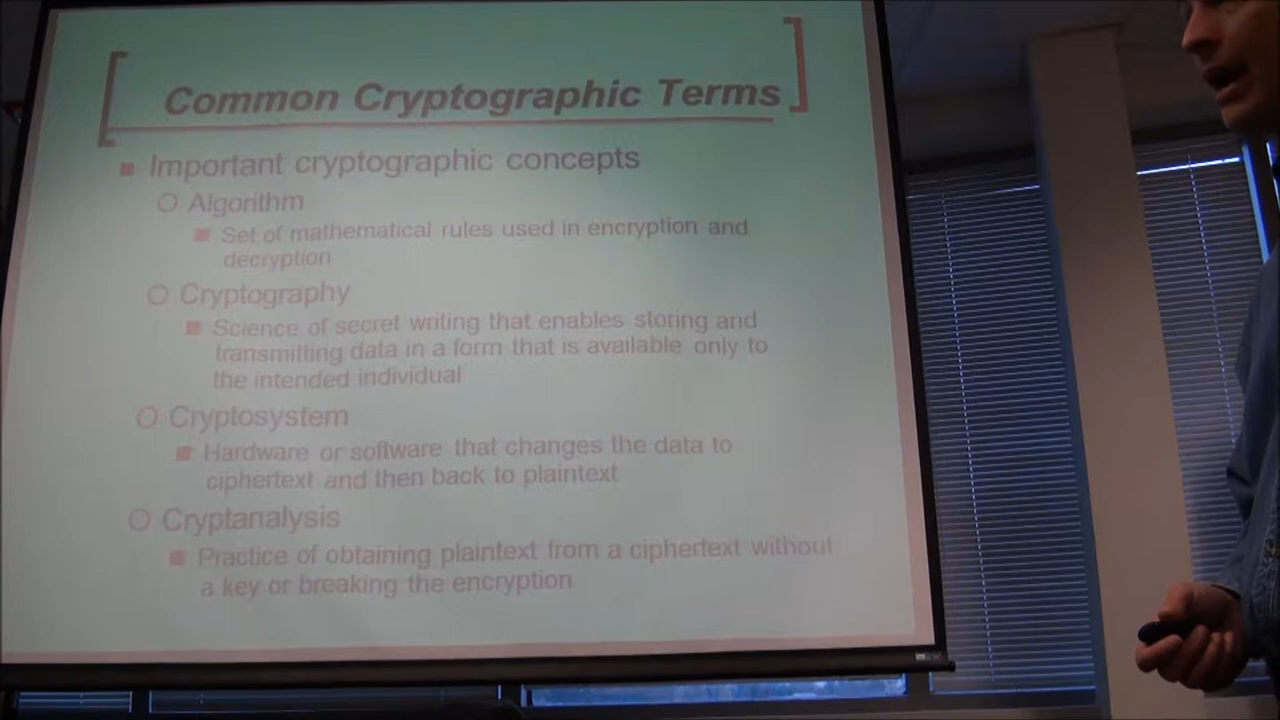 Common Cryptographic Terms
Important cryptographic concepts
Algorithm
Set of mathematical rules used in encryption and
decryption
Cryptography
Science of secret writing that enables storing and
transmitting data in a form that is available only to
the intended individual
Cryptosystem
Hardware or software that changes the data to
ciphertext and then back to plaintext
Cryptanalysis
Practice of obtaining plaintext from a ciphertext without
a key or breaking the encryption